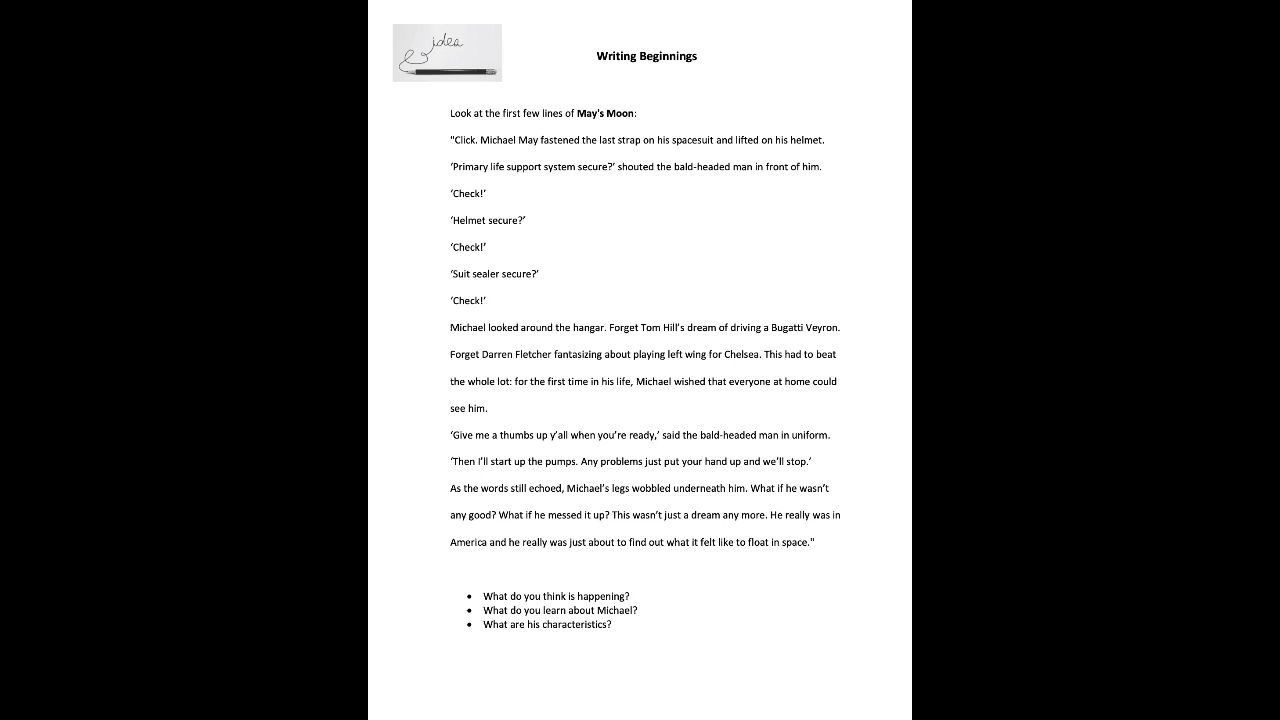 idea
Writing Beginnings
Look at the first few lines of May's Moon:
"Click. Michael May fastened the last strap on his spacesuit and lifted on his helmet.
‘Primary life support system secure?’ shouted the bald-headed man in front of him.
‘Check!’
‘Helmet secure?’
‘Check!’
‘Suit sealer secure?’
‘Check!’
Michael looked around the hangar. Forget Tom Hill’s dream of driving a Bugatti Veyron.
Forget Darren Fletcher fantasizing about playing left wing for Chelsea. This had to beat
the whole lot: for the first time in his life, Michael wished that everyone at home could
see him.
‘Give me a thumbs up y’all when you’re ready,’ said the bald-headed man in uniform.
‘Then I’ll start up the pumps. Any problems just put your hand up and we’ll stop.’
As the words still echoed, Michael’s legs wobbled underneath him. What if he wasn’t
any good? What if he messed it up? This wasn’t just a dream any more. He really was in
America and he really was just about to find out what it felt like to float in space."
• What do you think is happening?
• What do you learn about Michael?
• What are his characteristics?